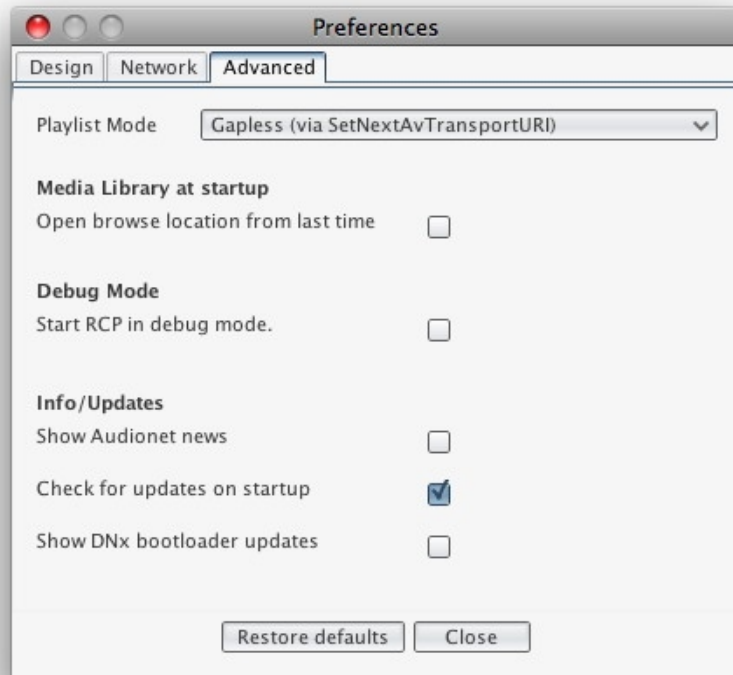 Preferences
Design Network Advanced
Playlist Mode Gapless (via SetNextAvTransportURI)
Media Library at startup
Open browse location from last time
Debug Mode
Start RCP in debug mode.
Info/Updates
Show Audionet news
Check for updates on startup
Show DNx bootloader updates
Restore defaults Close